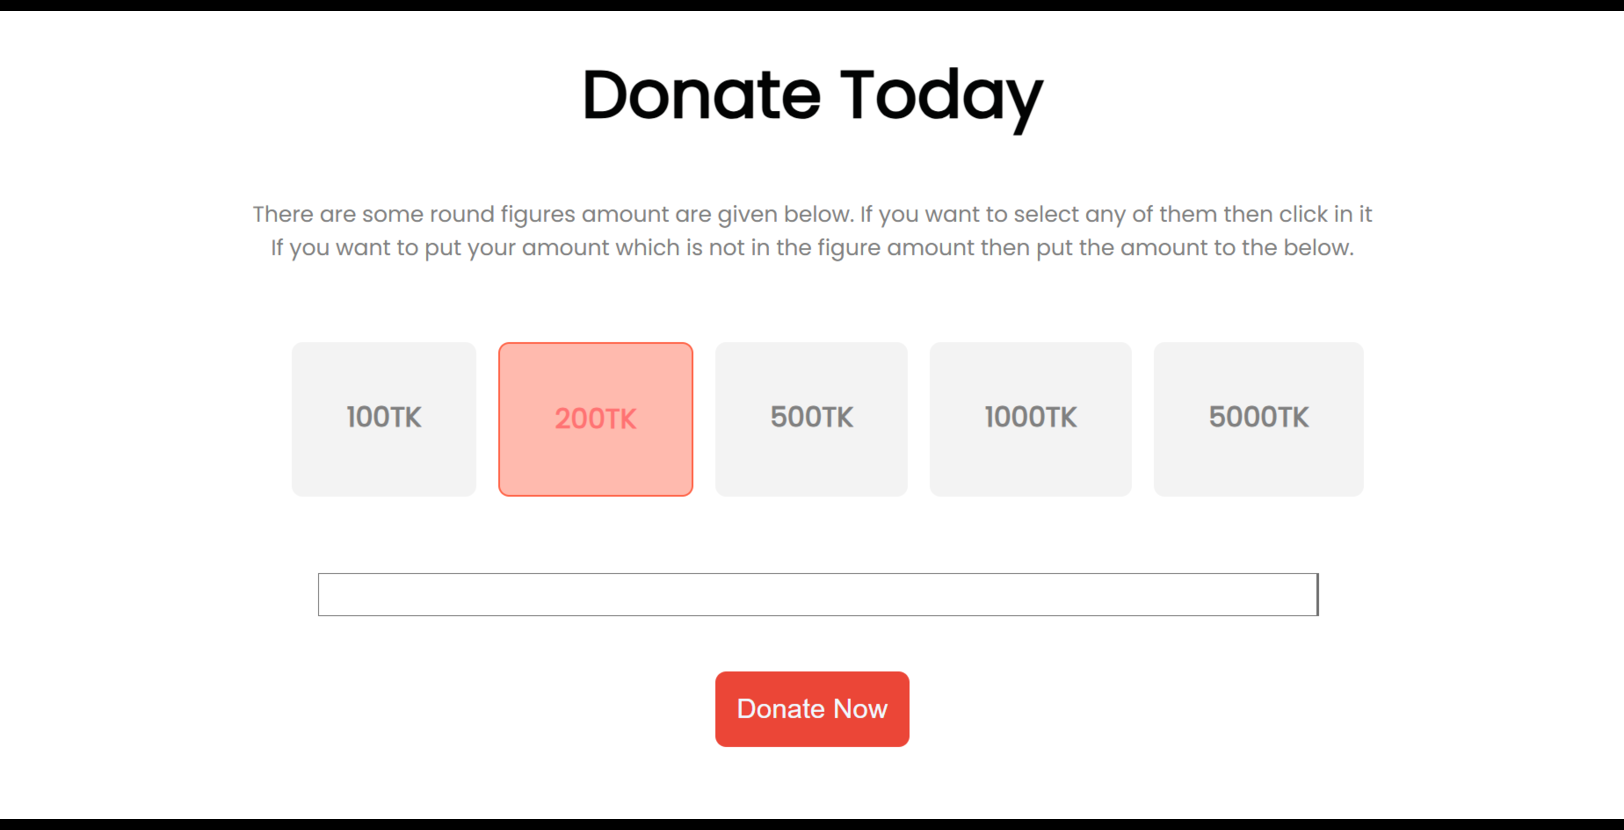 Donate Today
There are some round figures amount are given below. If you want to select any of them then click in it
If you want to put your amount which is not in the figure amount then put the amount to the below.
100TK 200TK 500TK 1000TK 5000TK
Donate Now